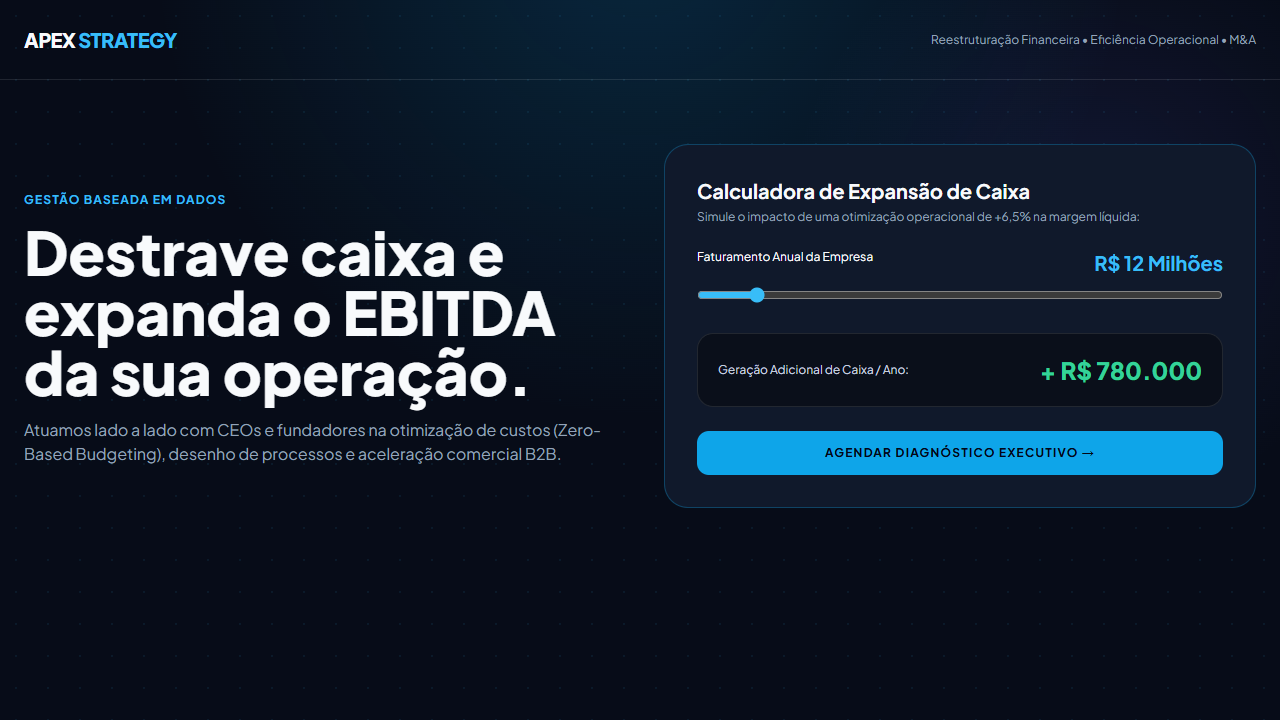 APEX STRATEGY
Reestruturação Financeira • Eficiência Operacional • M&A
GESTÃO BASEADA EM DADOS
Destrave caixa e
expanda o EBITDA
da sua operação.
Atuamos lado a lado com CEOs e fundadores na otimização de custos (Zero-
Based Budgeting), desenho de processos e aceleração comercial B2B.
Calculadora de Expansão de Caixa
Simule o impacto de uma otimização operacional de +6,5% na margem líquida:
Faturamento Anual da Empresa
R$ 12 Milhões
Geração Adicional de Caixa / Ano:
+ R$ 780.000
AGENDAR DIAGNÓSTICO EXECUTIVO →